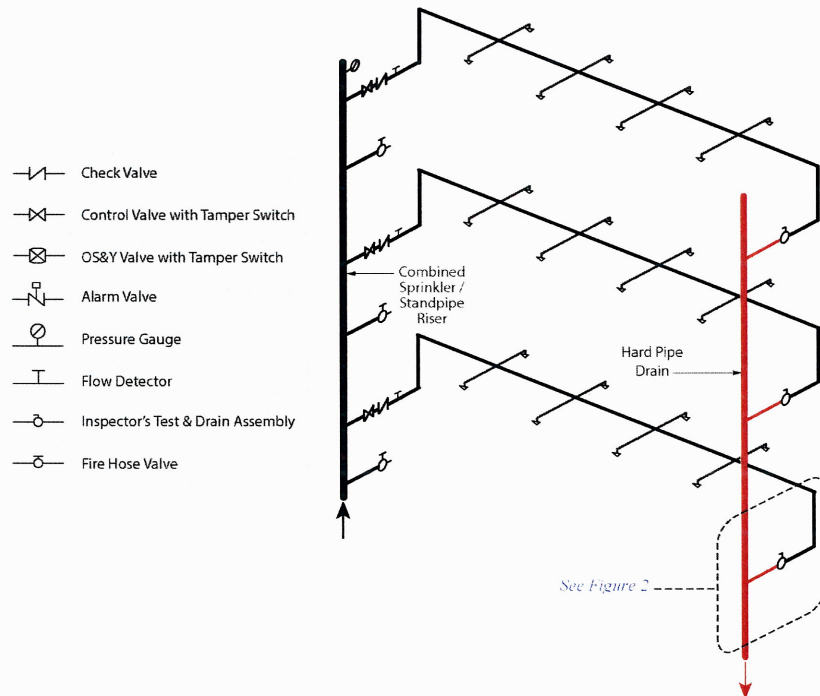 Check Valve
Control Valve with Tamper Switch
OS&Y Valve with Tamper Switch
Alarm Valve
Pressure Gauge
Flow Detector
Inspector's Test & Drain Assembly
Fire Hose Valve
Combined
Sprinkler /
Standpipe
Riser
Hard Pipe
Drain
See Figure 2